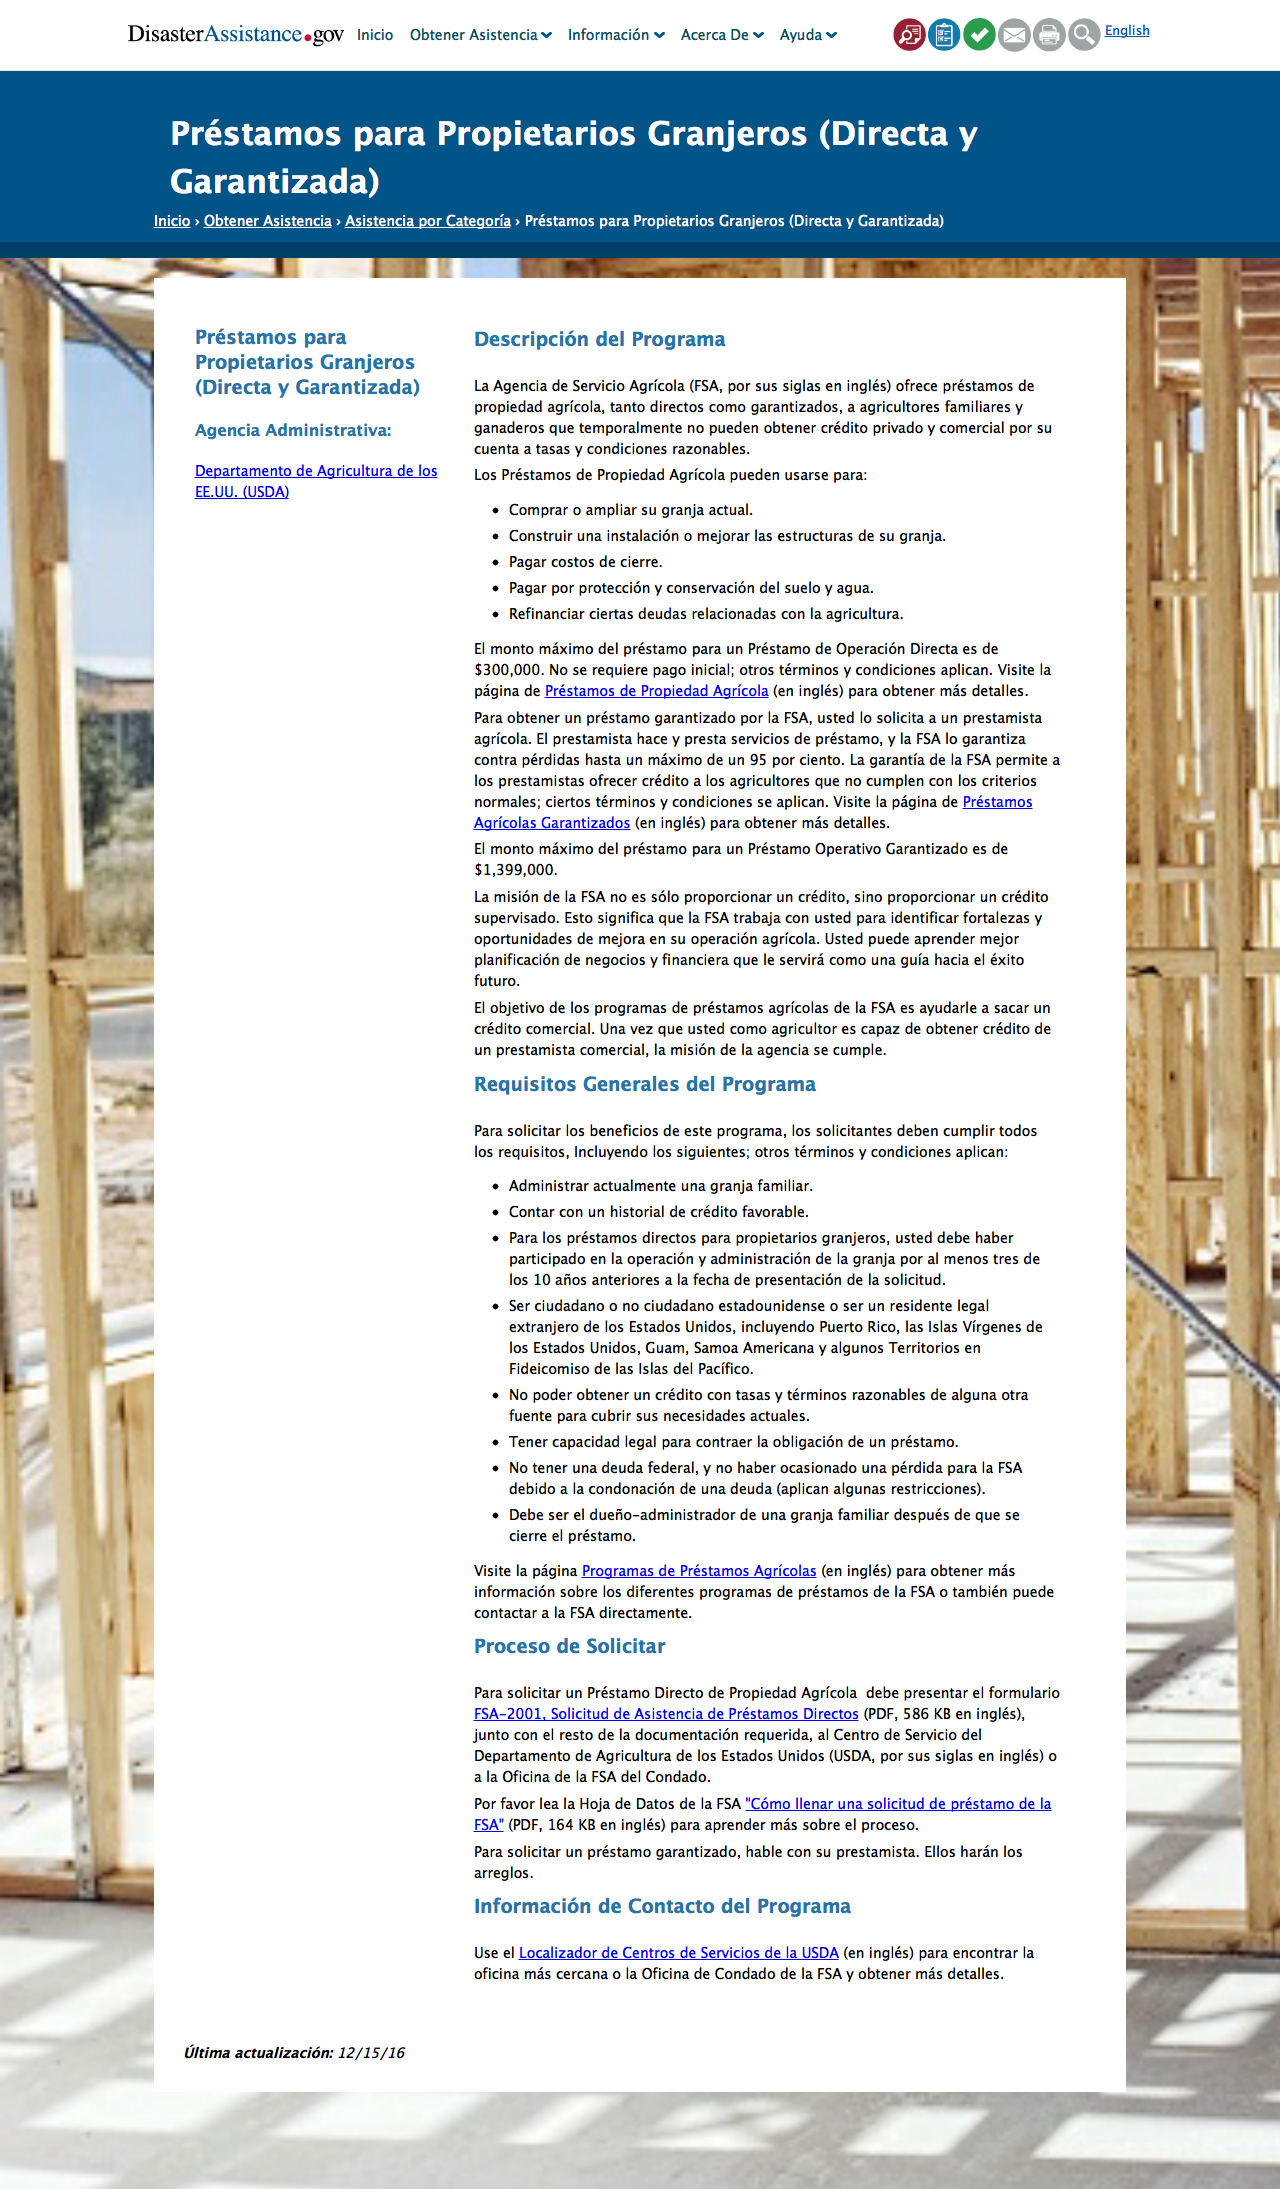 DisasterAssistance.gov Inicio Obtener Asistencia Información Acerca De Ayuda English
Préstamos para Propietarios Granjeros (Directa y
Garantizada)
Inicio › Obtener Asistencia › Asistencia por Categoría › Préstamos para Propietarios Granjeros (Directa y Garantizada)
Préstamos para
Propietarios Granjeros
(Directa y Garantizada)
Agencia Administrativa:
Departamento de Agricultura de los
EE.UU. (USDA)
Descripción del Programa
La Agencia de Servicio Agrícola (FSA, por sus siglas en inglés) ofrece préstamos de
propiedad agrícola, tanto directos como garantizados, a agricultores familiares y
ganaderos que temporalmente no pueden obtener crédito privado y comercial por su
cuenta a tasas y condiciones razonables.
Los Préstamos de Propiedad Agrícola pueden usarse para:
• Comprar o ampliar su granja actual.
• Construir una instalación o mejorar las estructuras de su granja.
• Pagar costos de cierre.
• Pagar por protección y conservación del suelo y agua.
• Refinanciar ciertas deudas relacionadas con la agricultura.
El monto máximo del préstamo para un Préstamo de Operación Directa es de
$300,000. No se requiere pago inicial; otros términos y condiciones aplican. Visite la
página de Préstamos de Propiedad Agrícola (en inglés) para obtener más detalles.
Para obtener un préstamo garantizado por la FSA, usted lo solicita a un prestamista
agrícola. El prestamista hace y presta servicios de préstamo, y la FSA lo garantiza
contra pérdidas hasta un máximo de un 95 por ciento. La garantía de la FSA permite a
los prestamistas ofrecer crédito a los agricultores que no cumplen con los criterios
normales; ciertos términos y condiciones se aplican. Visite la página de Préstamos
Agrícolas Garantizados (en inglés) para obtener más detalles.
El monto máximo del préstamo para un Préstamo Operativo Garantizado es de
$1,399,000.
La misión de la FSA no es sólo proporcionar un crédito, sino proporcionar un crédito
supervisado. Esto significa que la FSA trabaja con usted para identificar fortalezas y
oportunidades de mejora en su operación agrícola. Usted puede aprender mejor
planificación de negocios y financiera que le servirá como una guía hacia el éxito
futuro.
El objetivo de los programas de préstamos agrícolas de la FSA es ayudarle a sacar un
crédito comercial. Una vez que usted como agricultor es capaz de obtener crédito de
un prestamista comercial, la misión de la agencia se cumple.
Requisitos Generales del Programa
Para solicitar los beneficios de este programa, los solicitantes deben cumplir todos
los requisitos, Incluyendo los siguientes; otros términos y condiciones aplican:
• Administrar actualmente una granja familiar.
• Contar con un historial de crédito favorable.
• Para los préstamos directos para propietarios granjeros, usted debe haber
participado en la operación y administración de la granja por al menos tres de
los 10 años anteriores a la fecha de presentación de la solicitud.
• Ser ciudadano o no ciudadano estadounidense o ser un residente legal
extranjero de los Estados Unidos, incluyendo Puerto Rico, las Islas Vírgenes de
los Estados Unidos, Guam, Samoa Americana y algunos Territorios en
Fideicomiso de las Islas del Pacífico.
• No poder obtener un crédito con tasas y términos razonables de alguna otra
fuente para cubrir sus necesidades actuales.
• Tener capacidad legal para contraer la obligación de un préstamo.
• No tener una deuda federal, y no haber ocasionado una pérdida para la FSA
debido a la condonación de una deuda (aplican algunas restricciones).
• Debe ser el dueño-administrador de una granja familiar después de que se
cierre el préstamo.
Visite la página Programas de Préstamos Agrícolas (en inglés) para obtener más
información sobre los diferentes programas de préstamos de la FSA o también puede
contactar a la FSA directamente.
Proceso de Solicitar
Para solicitar un Préstamo Directo de Propiedad Agrícola debe presentar el formulario
FSA-2001, Solicitud de Asistencia de Préstamos Directos (PDF, 586 KB en inglés),
junto con el resto de la documentación requerida, al Centro de Servicio del
Departamento de Agricultura de los Estados Unidos (USDA, por sus siglas en inglés) o
a la Oficina de la FSA del Condado.
Por favor lea la Hoja de Datos de la FSA "Cómo llenar una solicitud de préstamo de la
FSA" (PDF, 164 KB en inglés) para aprender más sobre el proceso.
Para solicitar un préstamo garantizado, hable con su prestamista. Ellos harán los
arreglos.
Información de Contacto del Programa
Use el Localizador de Centros de Servicios de la USDA (en inglés) para encontrar la
oficina más cercana o la Oficina de Condado de la FSA y obtener más detalles.
Última actualización: 12/15/16